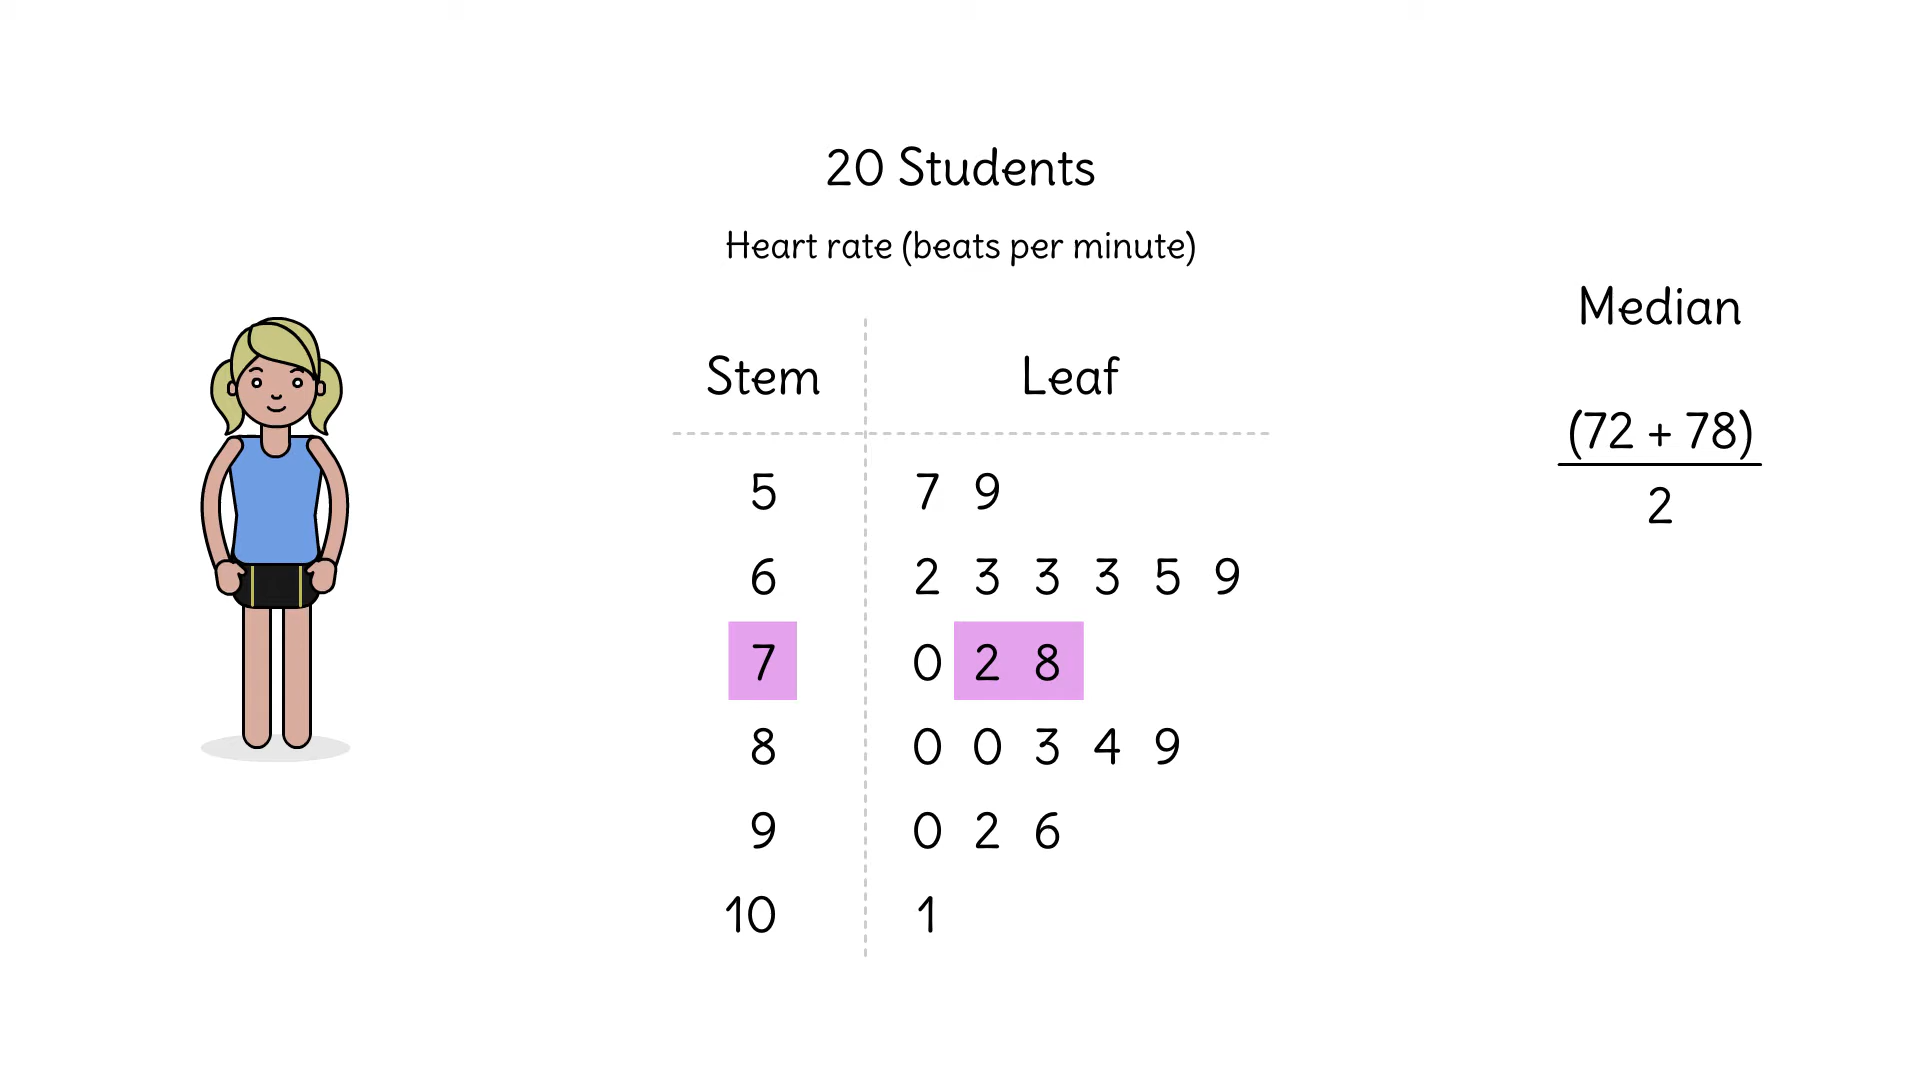 20 Students
Heart rate (beats per minute)
Median
Stem Leaf
(72 + 78)
2
5 7 9
6 2 3 3 3 5 9
7 0 2 8
8 0 0 3 4 9
9 0 2 6
10 1